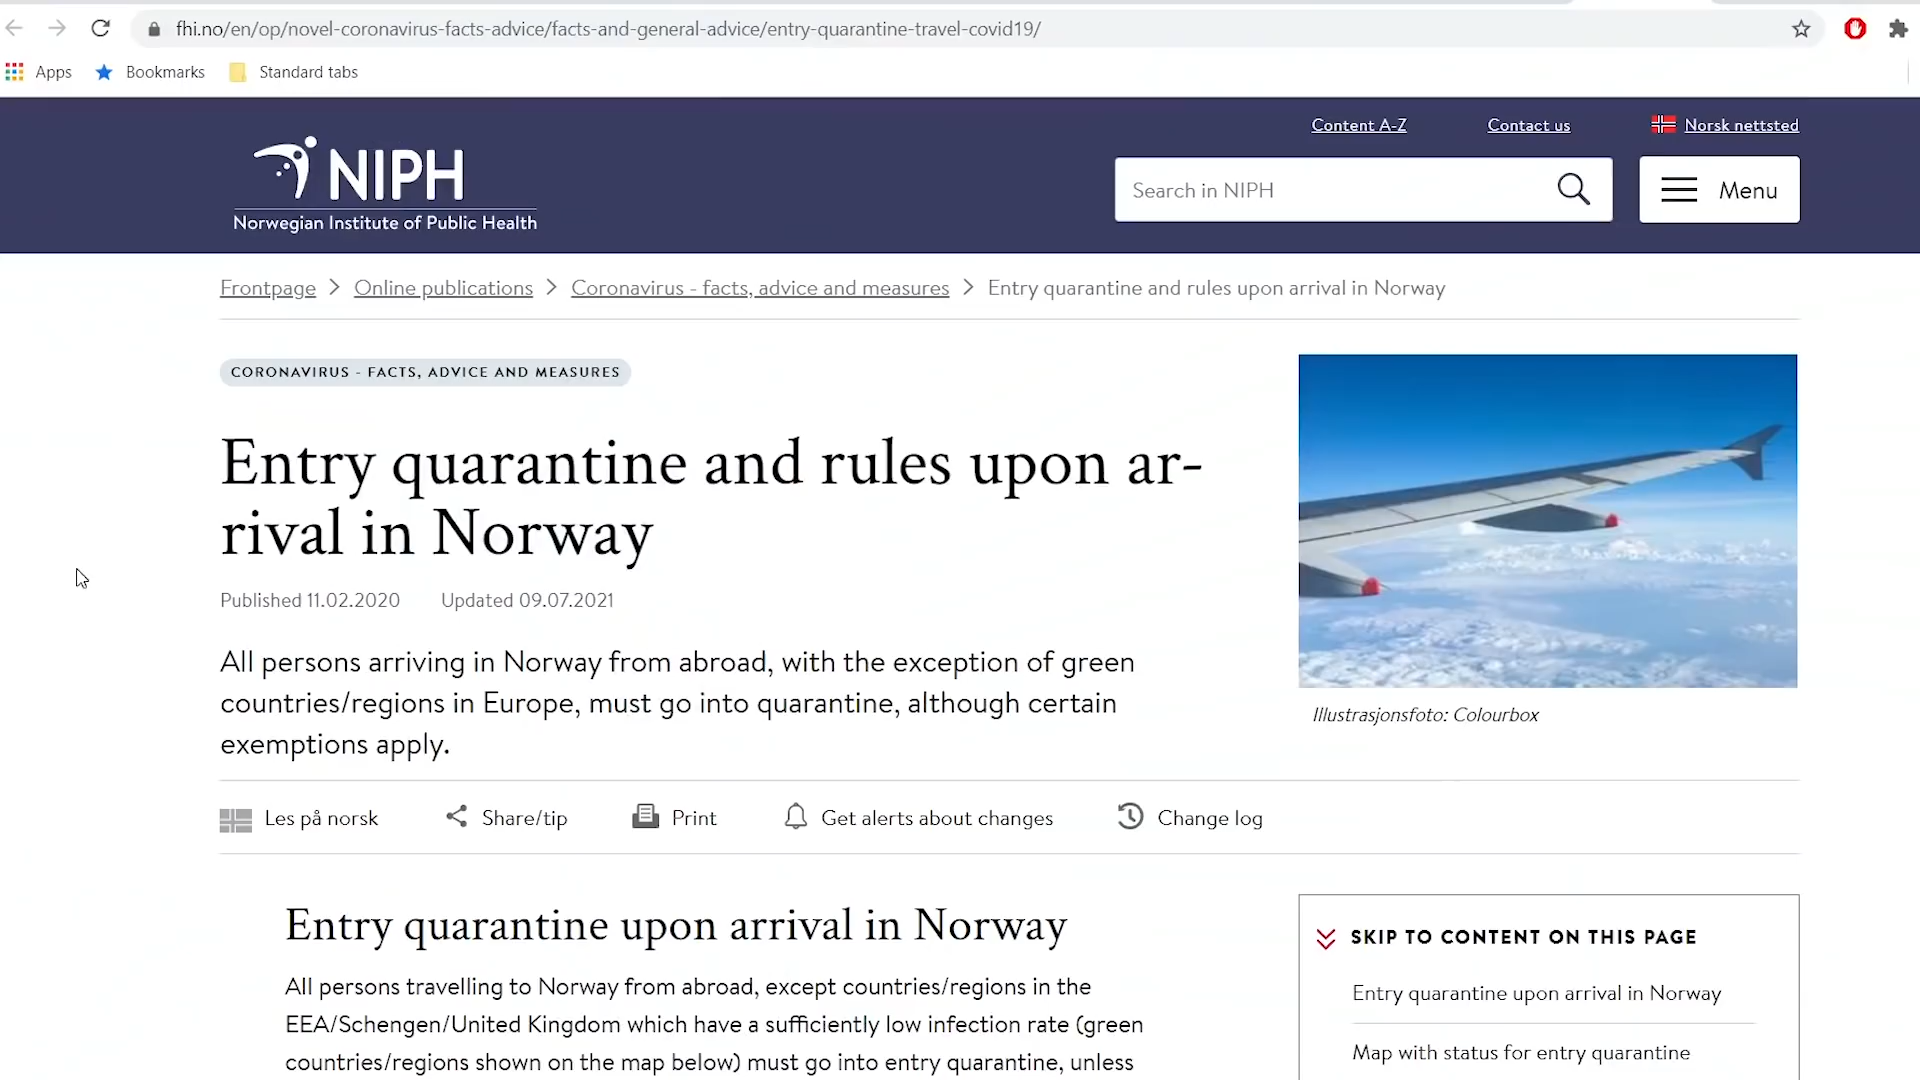 fhi.no/en/op/novel-coronavirus-facts-advice/facts-and-general-advice/entry-quarantine-travel-covid19/
Apps Bookmarks Standard tabs
Content A-Z Contact us Norsk nettsted
NIPH
Norwegian Institute of Public Health
Search in NIPH
Menu
Frontpage > Online publications > Coronavirus - facts, advice and measures > Entry quarantine and rules upon arrival in Norway
CORONAVIRUS - FACTS, ADVICE AND MEASURES
Entry quarantine and rules upon ar-
rival in Norway
Published 11.02.2020 Updated 09.07.2021
All persons arriving in Norway from abroad, with the exception of green
countries/regions in Europe, must go into quarantine, although certain
exemptions apply.
Illustrasjonsfoto: Colourbox
Les på norsk Share/tip Print Get alerts about changes Change log
Entry quarantine upon arrival in Norway
All persons travelling to Norway from abroad, except countries/regions in the
EEA/Schengen/United Kingdom which have a sufficiently low infection rate (green
countries/regions shown on the map below) must go into entry quarantine, unless
SKIP TO CONTENT ON THIS PAGE
Entry quarantine upon arrival in Norway
Map with status for entry quarantine